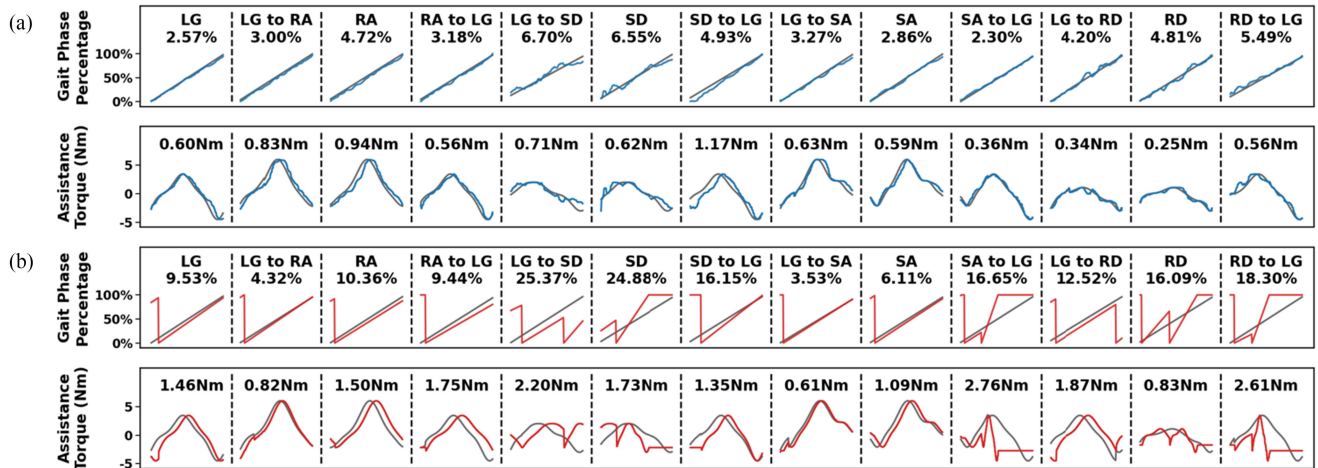 (a)
Gait Phase
Percentage
LG LG to RA RA RA to LG LG to SD SD SD to LG LG to SA SA SA to LG LG to RD RD RD to LG
2.57% 3.00% 4.72% 3.18% 6.70% 6.55% 4.93% 3.27% 2.86% 2.30% 4.20% 4.81% 5.49%
100%
50%
0%
Assistance
Torque (Nm)
0.60Nm 0.83Nm 0.94Nm 0.56Nm 0.71Nm 0.62Nm 1.17Nm 0.63Nm 0.59Nm 0.36Nm 0.34Nm 0.25Nm 0.56Nm
5
0
-5
(b)
Gait Phase
Percentage
LG LG to RA RA RA to LG LG to SD SD SD to LG LG to SA SA SA to LG LG to RD RD RD to LG
9.53% 4.32% 10.36% 9.44% 25.37% 24.88% 16.15% 3.53% 6.11% 16.65% 12.52% 16.09% 18.30%
100%
50%
0%
Assistance
Torque (Nm)
1.46Nm 0.82Nm 1.50Nm 1.75Nm 2.20Nm 1.73Nm 1.35Nm 0.61Nm 1.09Nm 2.76Nm 1.87Nm 0.83Nm 2.61Nm
5
0
-5